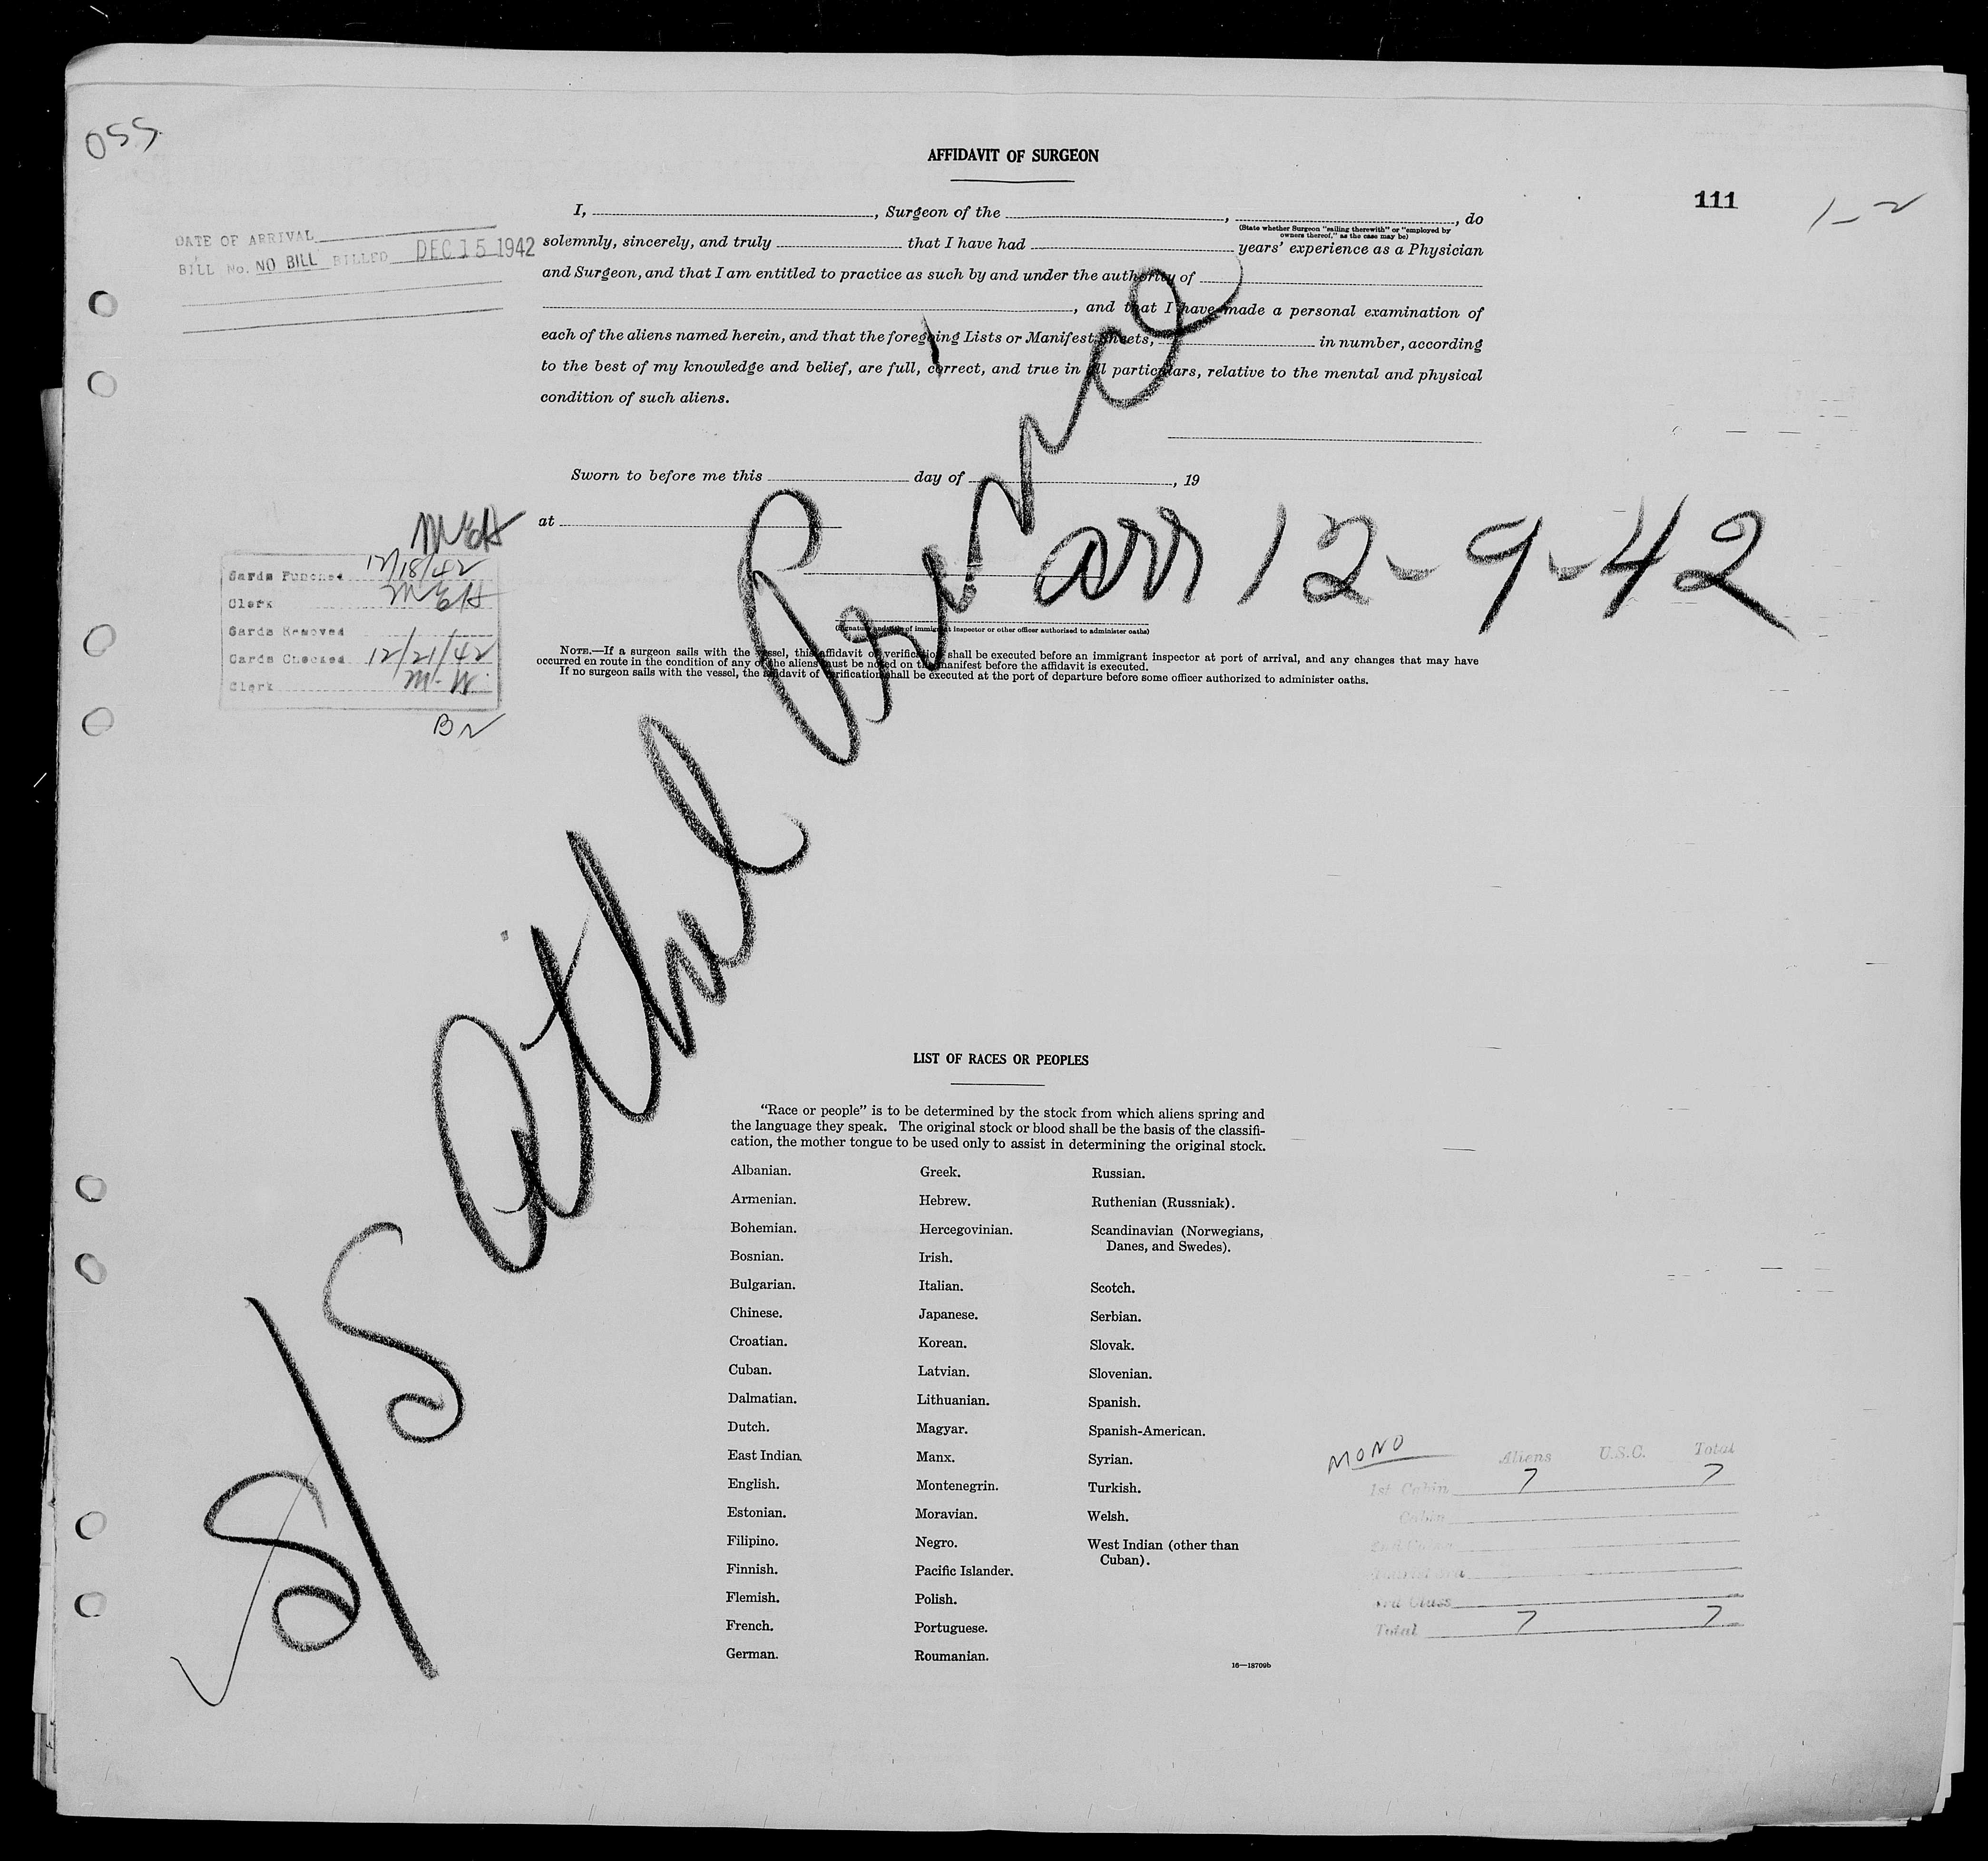 055
AFFIDAVIT OF SURGEON
111
1-2
I, , Surgeon of the , , do
(State whether Surgeon "sailing therewith" or "employed by
owners thereof," as the case may be)
DATE OF ARRIVAL
BILL No. NO BILL BILLED DEC 15 1942
solemnly, sincerely, and truly that I have had years' experience as a Physician
and Surgeon, and that I am entitled to practice as such by and under the authority of
, and that I have made a personal examination of
each of the aliens named herein, and that the foregoing Lists or Manifest Sheets, in number, according
to the best of my knowledge and belief, are full, correct, and true in all particulars, relative to the mental and physical
condition of such aliens.
Sworn to before me this day of , 19
at
MEH
Cards Punched 12/18/42
Clerk MEH
Cards Removed
Cards Checked 12/21/42
Clerk M.W.
BN
arr 12-9-42
(Signature and title of immigrant inspector or other officer authorized to administer oaths)
NOTE.—If a surgeon sails with the vessel, this affidavit of verification shall be executed before an immigrant inspector at port of arrival, and any changes that may have
occurred en route in the condition of any of the aliens must be noted on the manifest before the affidavit is executed.
If no surgeon sails with the vessel, the affidavit of verification shall be executed at the port of departure before some officer authorized to administer oaths.
S/S Athel Prince
LIST OF RACES OR PEOPLES
"Race or people" is to be determined by the stock from which aliens spring and
the language they speak. The original stock or blood shall be the basis of the classifi-
cation, the mother tongue to be used only to assist in determining the original stock.
Albanian.
Armenian.
Bohemian.
Bosnian.
Bulgarian.
Chinese.
Croatian.
Cuban.
Dalmatian.
Dutch.
East Indian.
English.
Estonian.
Filipino.
Finnish.
Flemish.
French.
German.
Greek.
Hebrew.
Hercegovinian.
Irish.
Italian.
Japanese.
Korean.
Latvian.
Lithuanian.
Magyar.
Manx.
Montenegrin.
Moravian.
Negro.
Pacific Islander.
Polish.
Portuguese.
Roumanian.
Russian.
Ruthenian (Russniak).
Scandinavian (Norwegians,
Danes, and Swedes).
Scotch.
Serbian.
Slovak.
Slovenian.
Spanish.
Spanish-American.
Syrian.
Turkish.
Welsh.
West Indian (other than
Cuban).
16—18709b
MONO Aliens U.S.C. Total
1st Cabin 7 7
Cabin
2nd Cabin
3rd Class
Total 7 7